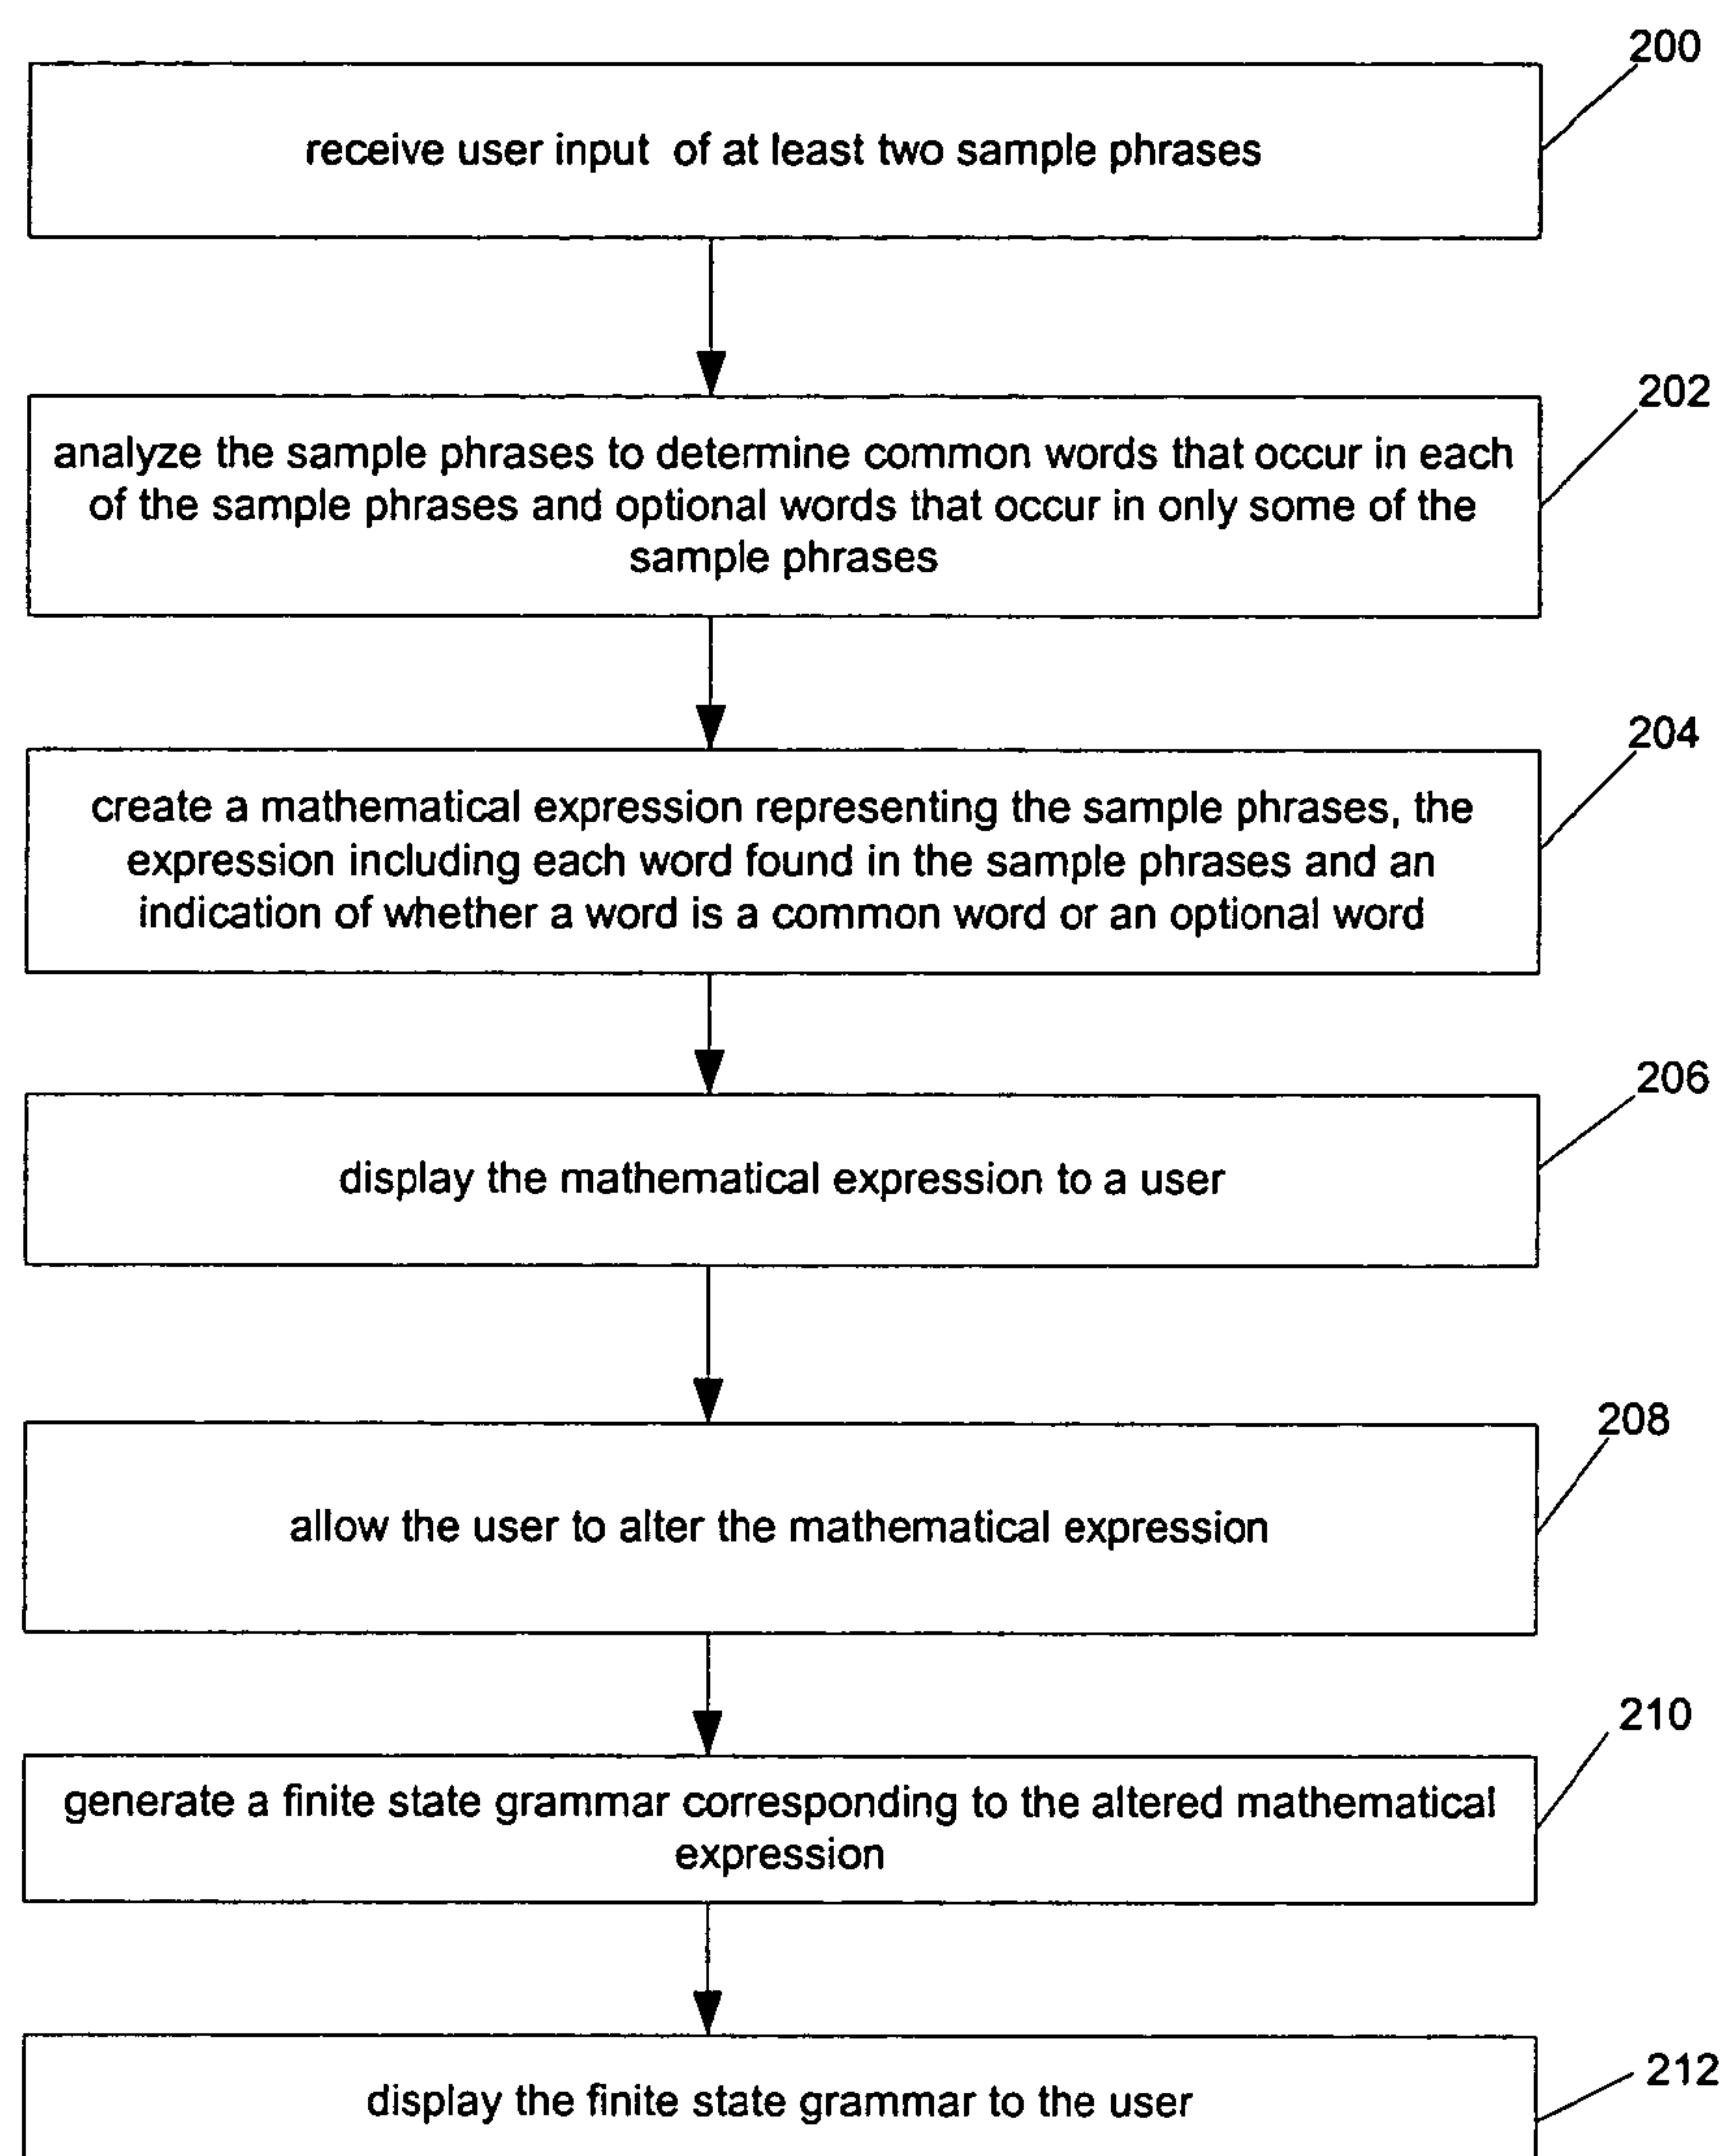 200
receive user input of at least two sample phrases
202
analyze the sample phrases to determine common words that occur in each
of the sample phrases and optional words that occur in only some of the
sample phrases
204
create a mathematical expression representing the sample phrases, the
expression including each word found in the sample phrases and an
indication of whether a word is a common word or an optional word
206
display the mathematical expression to a user
208
allow the user to alter the mathematical expression
210
generate a finite state grammar corresponding to the altered mathematical
expression
212
display the finite state grammar to the user